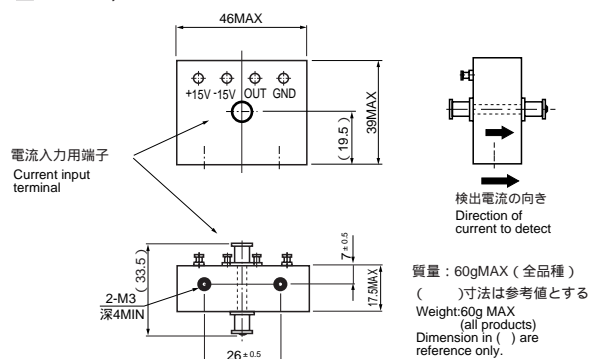 46MAX
+15V -15V OUT GND
(19.5)
39MAX
電流入力用端子
Current input
terminal
検出電流の向き
Direction of
current to detect
(33.5)
7±0.5
17.5MAX
2-M3
深4MIN
26±0.5
質量：60gMAX（全品種）
(　　)寸法は参考値とする
Weight:60g MAX
(all products)
Dimension in (　) are
reference only.